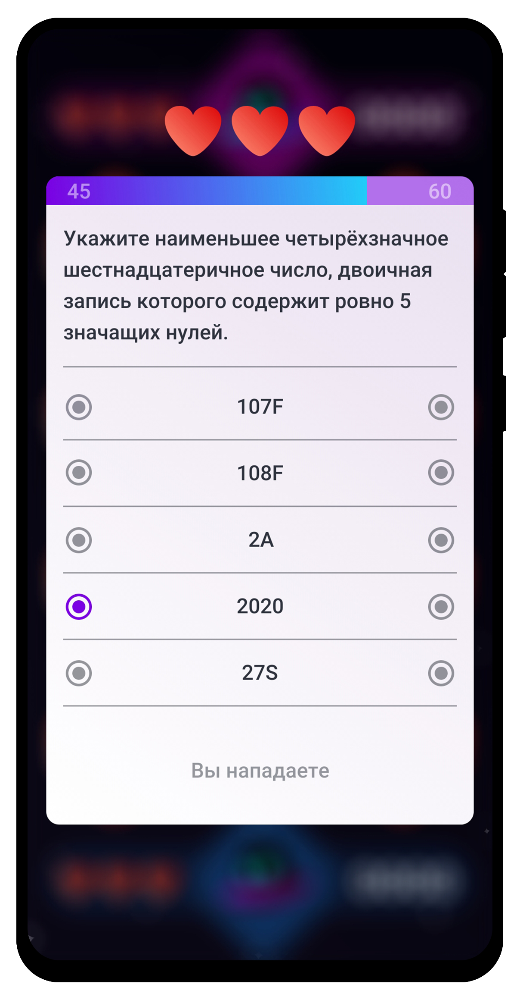 45 60
Укажите наименьшее четырёхзначное
шестнадцатеричное число, двоичная
запись которого содержит ровно 5
значащих нулей.
107F
108F
2A
2020
27S
Вы нападаете